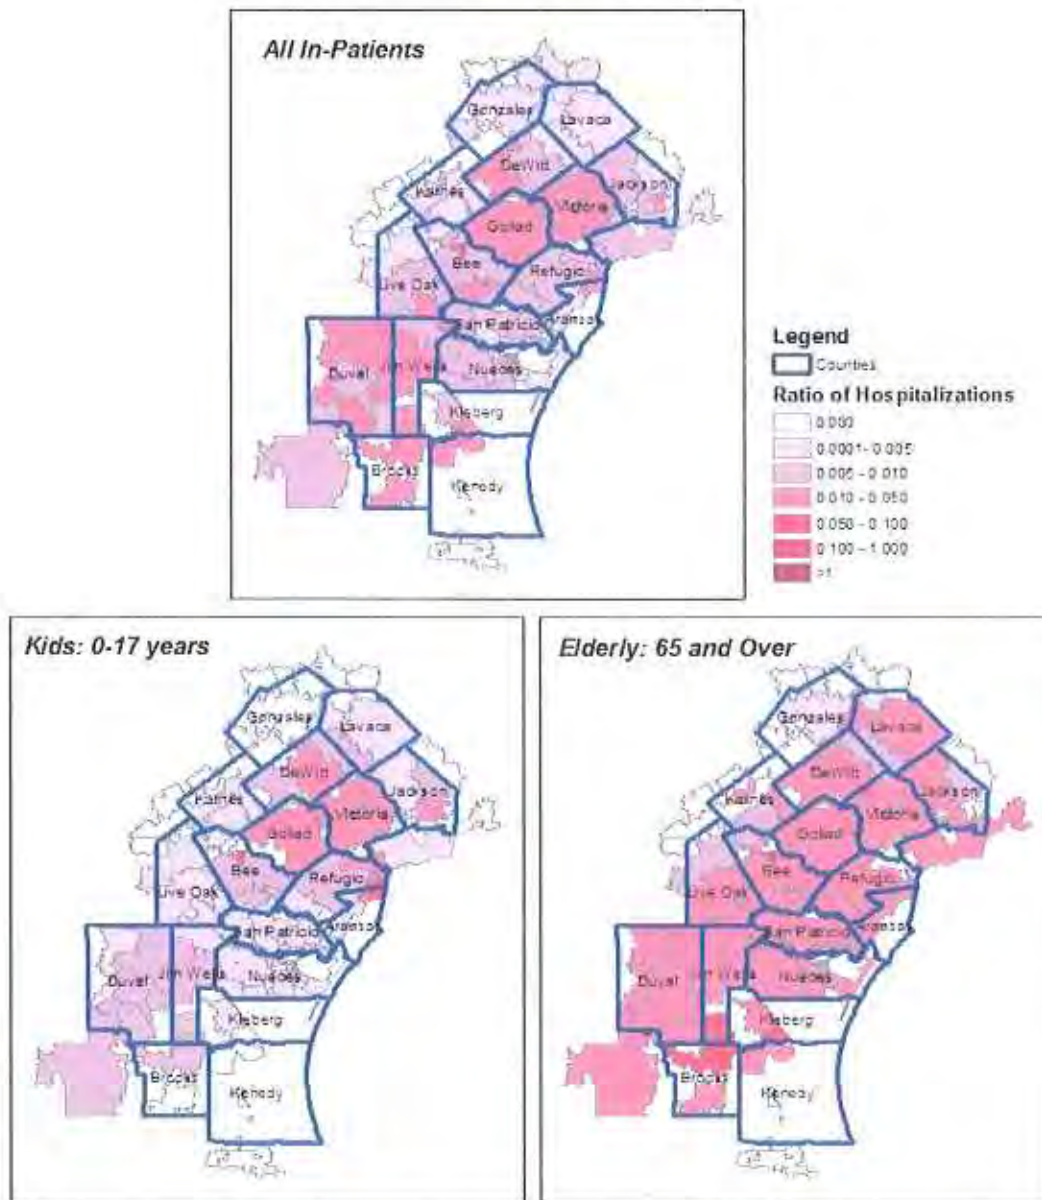 All In-Patients
Gonzales
Lavaca
DeWitt
Karnes
Jackson
Victoria
Goliad
Bee
Refugio
Live Oak
San Patricio
Aransas
Duval
Jim Wells
Nueces
Kleberg
Brooks
Kenedy
Legend
Counties
Ratio of Hospitalizations
0.000
0.0001 - 0.005
0.005 - 0.010
0.010 - 0.050
0.050 - 0.100
0.100 - 1.000
>1
Kids: 0-17 years
Gonzales
Lavaca
DeWitt
Karnes
Jackson
Victoria
Goliad
Bee
Refugio
Live Oak
San Patricio
Aransas
Duval
Jim Wells
Nueces
Kleberg
Brooks
Kenedy
Elderly: 65 and Over
Gonzales
Lavaca
DeWitt
Karnes
Jackson
Victoria
Goliad
Bee
Refugio
Live Oak
San Patricio
Aransas
Duval
Jim Wells
Nueces
Kleberg
Brooks
Kenedy